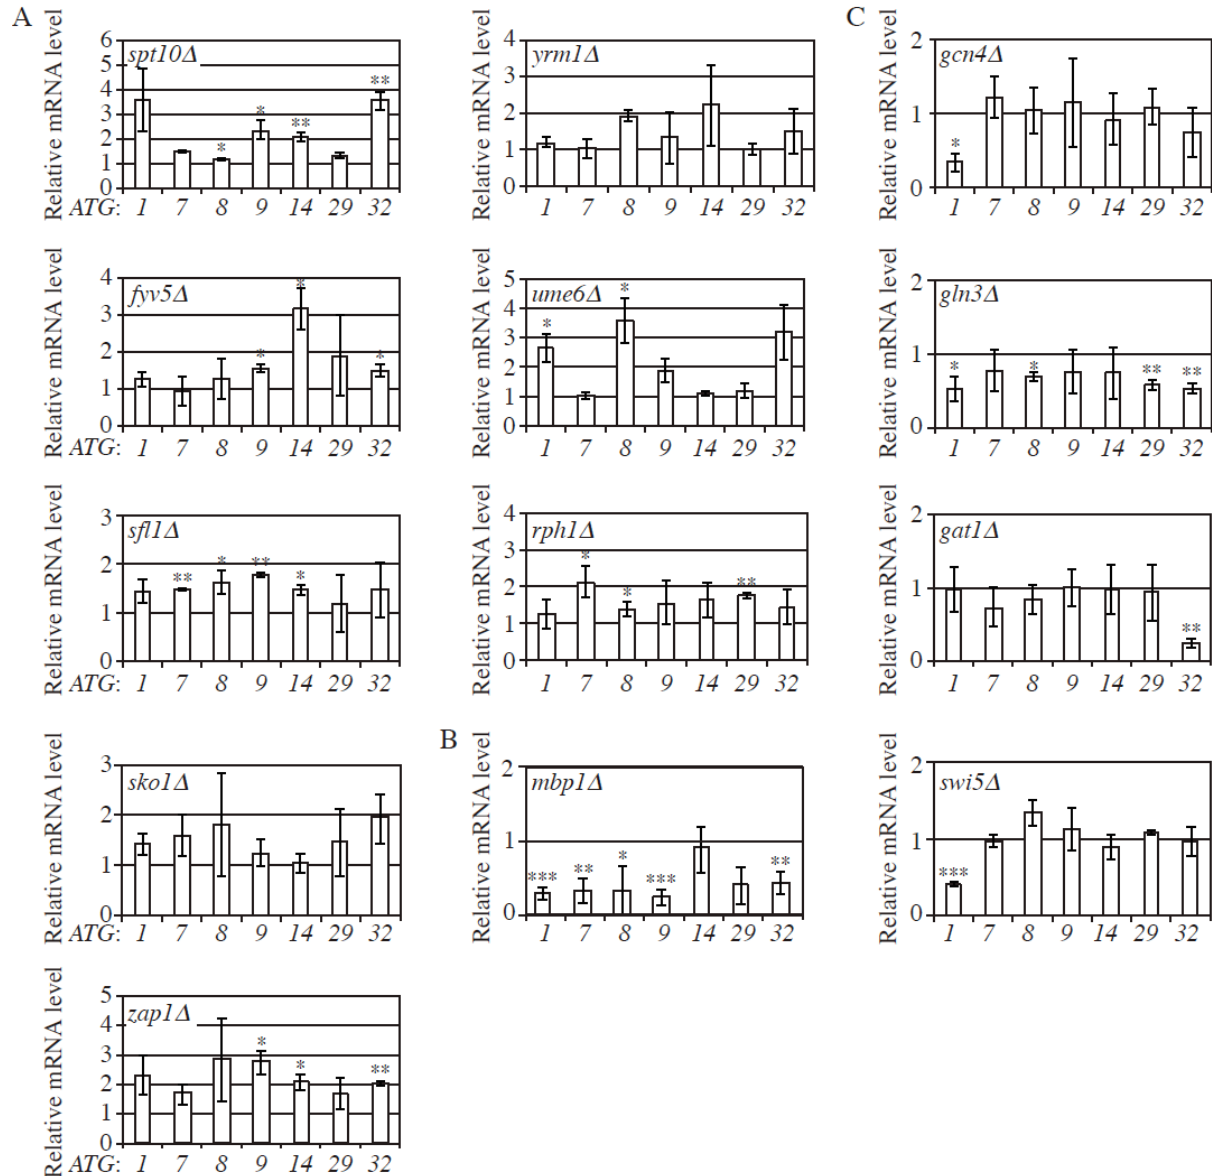 A
Relative mRNA level
6
5
4
3
2
1
0
spt10Δ
* * ** **
ATG: 1 7 8 9 14 29 32
Relative mRNA level
4
3
2
1
0
fyv5Δ
* * *
ATG: 1 7 8 9 14 29 32
Relative mRNA level
3
2
1
0
sfl1Δ
** * ** *
ATG: 1 7 8 9 14 29 32
Relative mRNA level
3
2
1
0
sko1Δ
ATG: 1 7 8 9 14 29 32
Relative mRNA level
5
4
3
2
1
0
zap1Δ
* * **
ATG: 1 7 8 9 14 29 32
Relative mRNA level
4
3
2
1
0
yrm1Δ
1 7 8 9 14 29 32
Relative mRNA level
5
4
3
2
1
0
ume6Δ
* *
1 7 8 9 14 29 32
Relative mRNA level
4
3
2
1
0
rph1Δ
* * **
1 7 8 9 14 29 32
B
Relative mRNA level
2
1
0
mbp1Δ
*** ** * *** **
1 7 8 9 14 29 32
C
Relative mRNA level
2
1
0
gcn4Δ
*
1 7 8 9 14 29 32
Relative mRNA level
2
1
0
gln3Δ
* * ** **
1 7 8 9 14 29 32
Relative mRNA level
2
1
0
gat1Δ
**
1 7 8 9 14 29 32
Relative mRNA level
2
1
0
swi5Δ
***
1 7 8 9 14 29 32